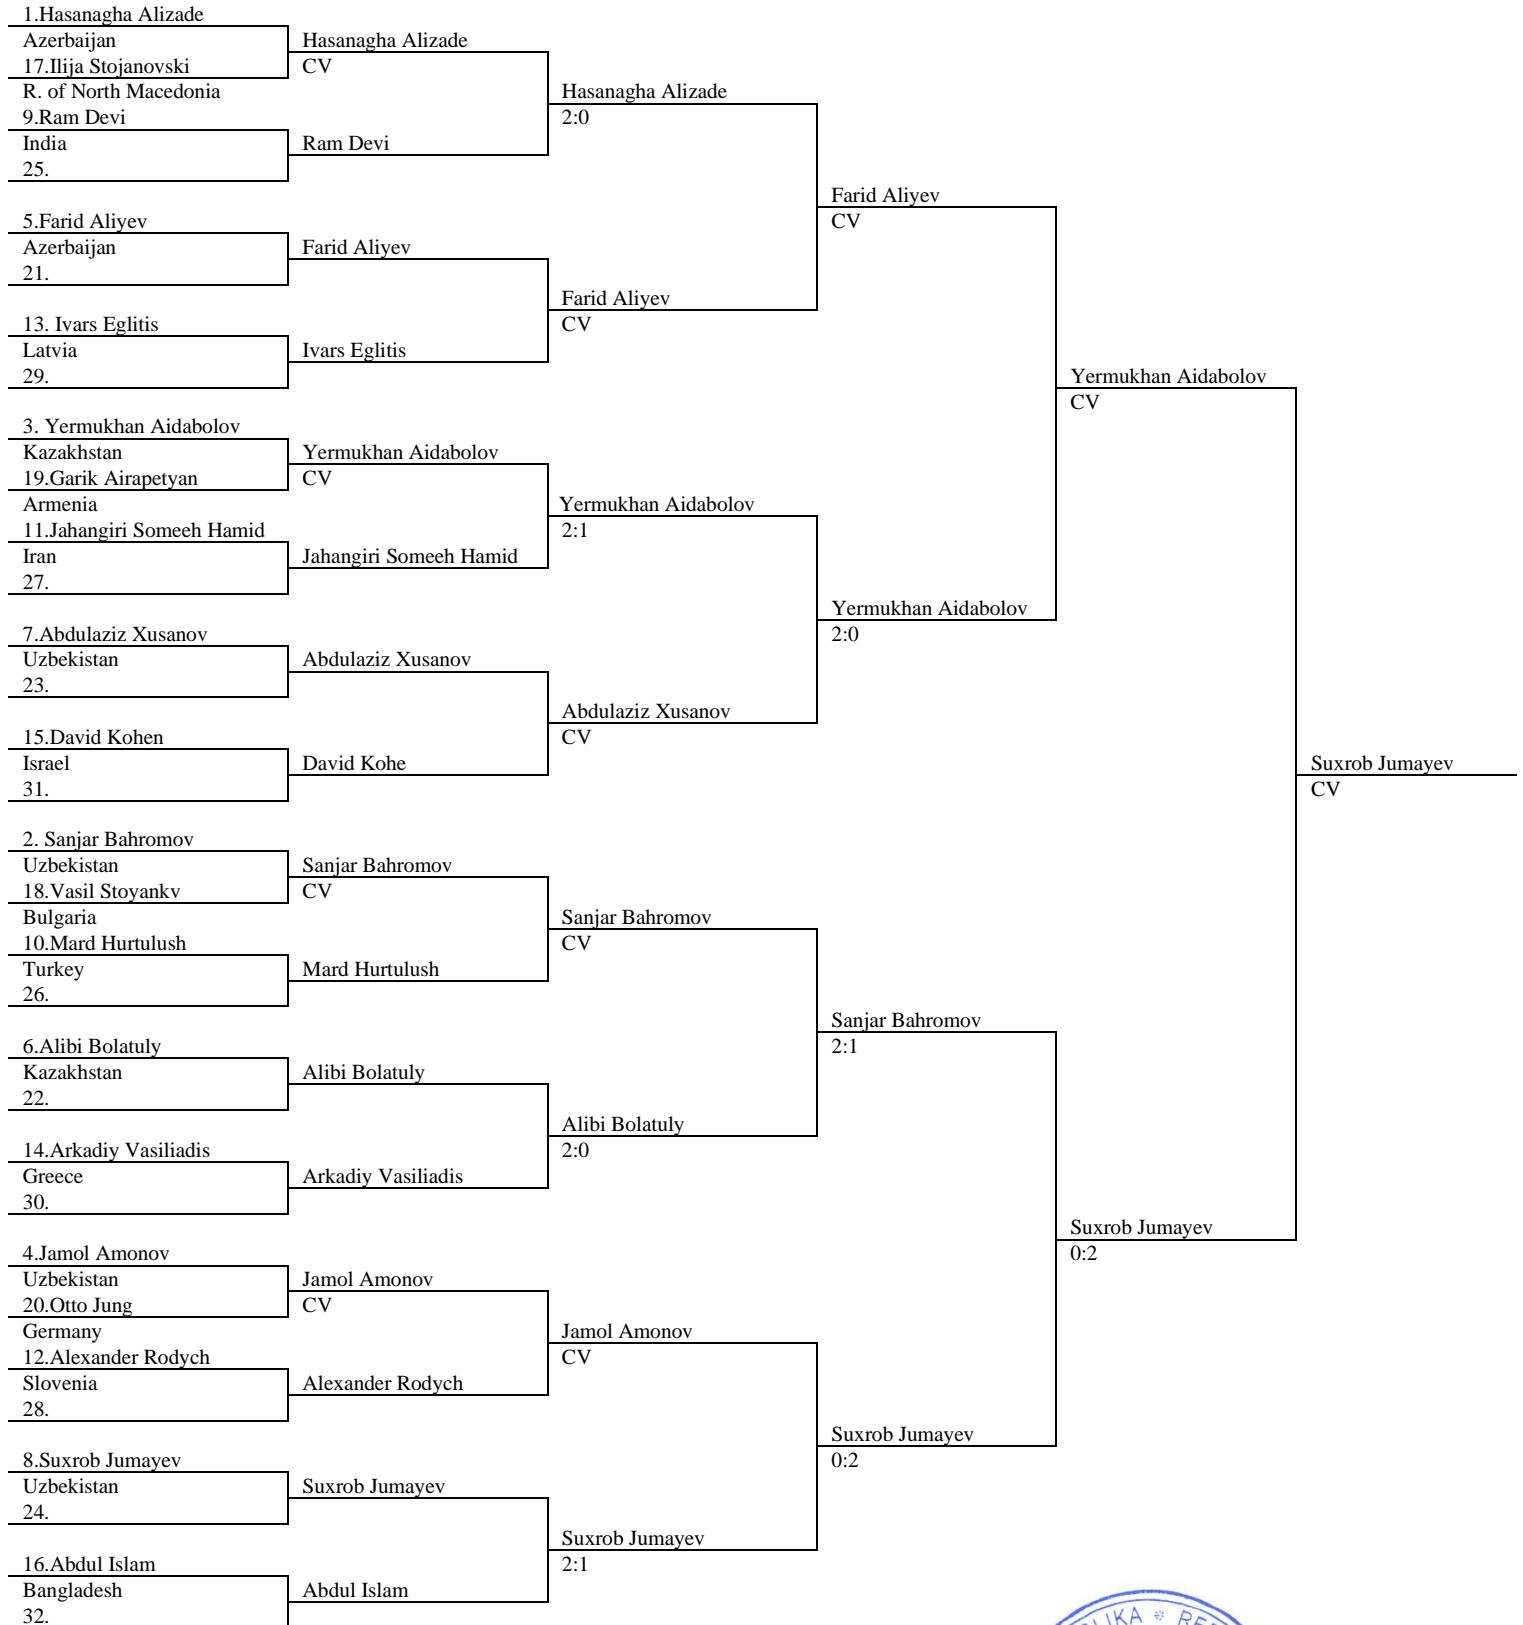 1.Hasanagha Alizade
Azerbaijan
17.Ilija Stojanovski
R. of North Macedonia
9.Ram Devi
India
25.
5.Farid Aliyev
Azerbaijan
21.
13. Ivars Eglitis
Latvia
29.
3. Yermukhan Aidabolov
Kazakhstan
19.Garik Airapetyan
Armenia
11.Jahangiri Someeh Hamid
Iran
27.
7.Abdulaziz Xusanov
Uzbekistan
23.
15.David Kohen
Israel
31.
2. Sanjar Bahromov
Uzbekistan
18.Vasil Stoyankv
Bulgaria
10.Mard Hurtulush
Turkey
26.
6.Alibi Bolatuly
Kazakhstan
22.
14.Arkadiy Vasiliadis
Greece
30.
4.Jamol Amonov
Uzbekistan
20.Otto Jung
Germany
12.Alexander Rodych
Slovenia
28.
8.Suxrob Jumayev
Uzbekistan
24.
16.Abdul Islam
Bangladesh
32.
Hasanagha Alizade
CV
Ram Devi
Farid Aliyev
Ivars Eglitis
Yermukhan Aidabolov
CV
Jahangiri Someeh Hamid
Abdulaziz Xusanov
David Kohe
Sanjar Bahromov
CV
Mard Hurtulush
Alibi Bolatuly
Arkadiy Vasiliadis
Jamol Amonov
CV
Alexander Rodych
Suxrob Jumayev
Abdul Islam
Hasanagha Alizade
2:0
Farid Aliyev
CV
Yermukhan Aidabolov
2:1
Abdulaziz Xusanov
CV
Sanjar Bahromov
CV
Alibi Bolatuly
2:0
Jamol Amonov
CV
Suxrob Jumayev
2:1
Farid Aliyev
CV
Yermukhan Aidabolov
2:0
Sanjar Bahromov
2:1
Suxrob Jumayev
0:2
Yermukhan Aidabolov
CV
Suxrob Jumayev
0:2
Suxrob Jumayev
CV